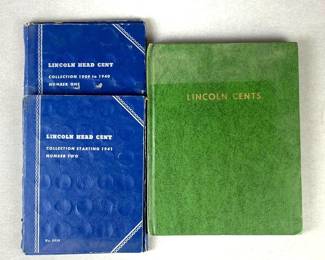 LINCOLN HEAD CENT
COLLECTION 1909 to 1940
NUMBER ONE
LINCOLN HEAD CENT
COLLECTION STARTING 1941
NUMBER TWO
LINCOLN CENTS